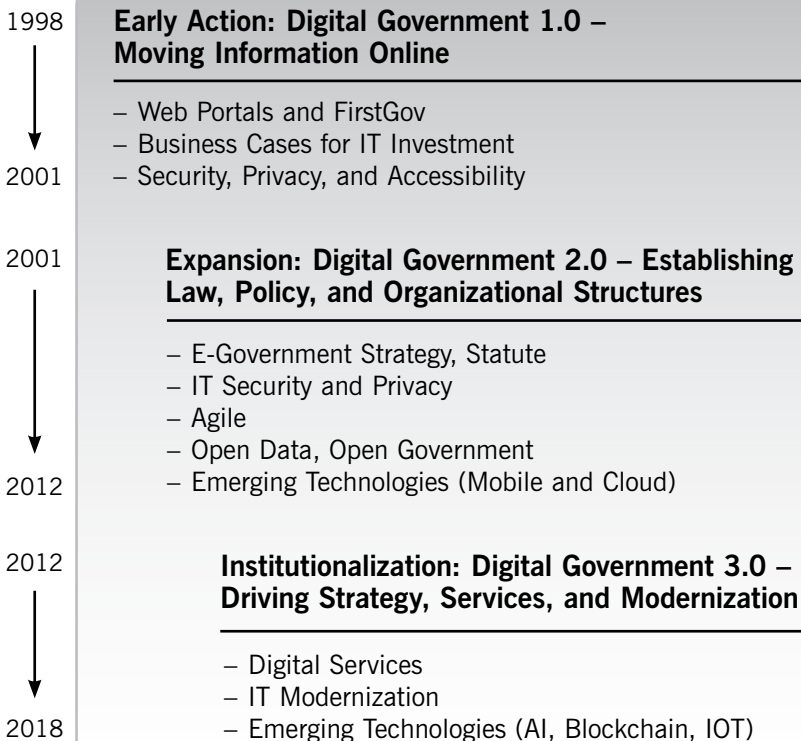 1998
Early Action: Digital Government 1.0 –
Moving Information Online
– Web Portals and FirstGov
– Business Cases for IT Investment
2001
– Security, Privacy, and Accessibility
2001
Expansion: Digital Government 2.0 – Establishing
Law, Policy, and Organizational Structures
– E-Government Strategy, Statute
– IT Security and Privacy
– Agile
– Open Data, Open Government
2012
– Emerging Technologies (Mobile and Cloud)
2012
Institutionalization: Digital Government 3.0 –
Driving Strategy, Services, and Modernization
– Digital Services
– IT Modernization
2018
– Emerging Technologies (AI, Blockchain, IOT)